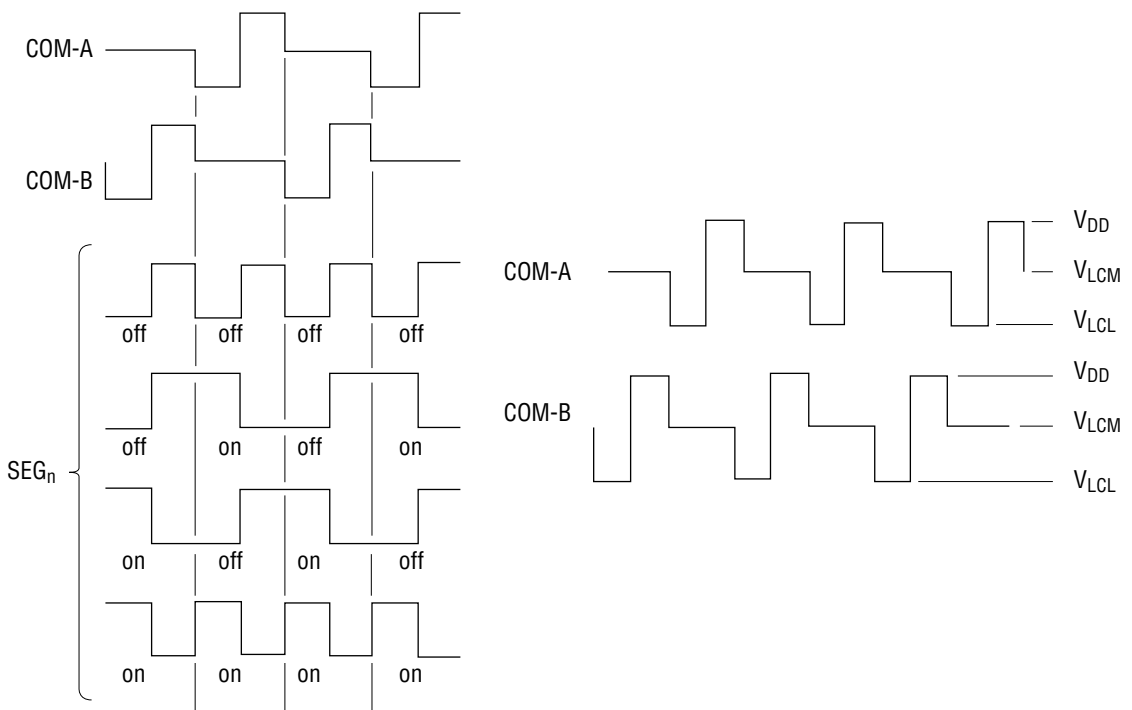 COM-A
COM-B
SEGn
off off off off
off on off on
on off on off
on on on on
COM-A
VDD
VLCM
VLCL
COM-B
VDD
VLCM
VLCL